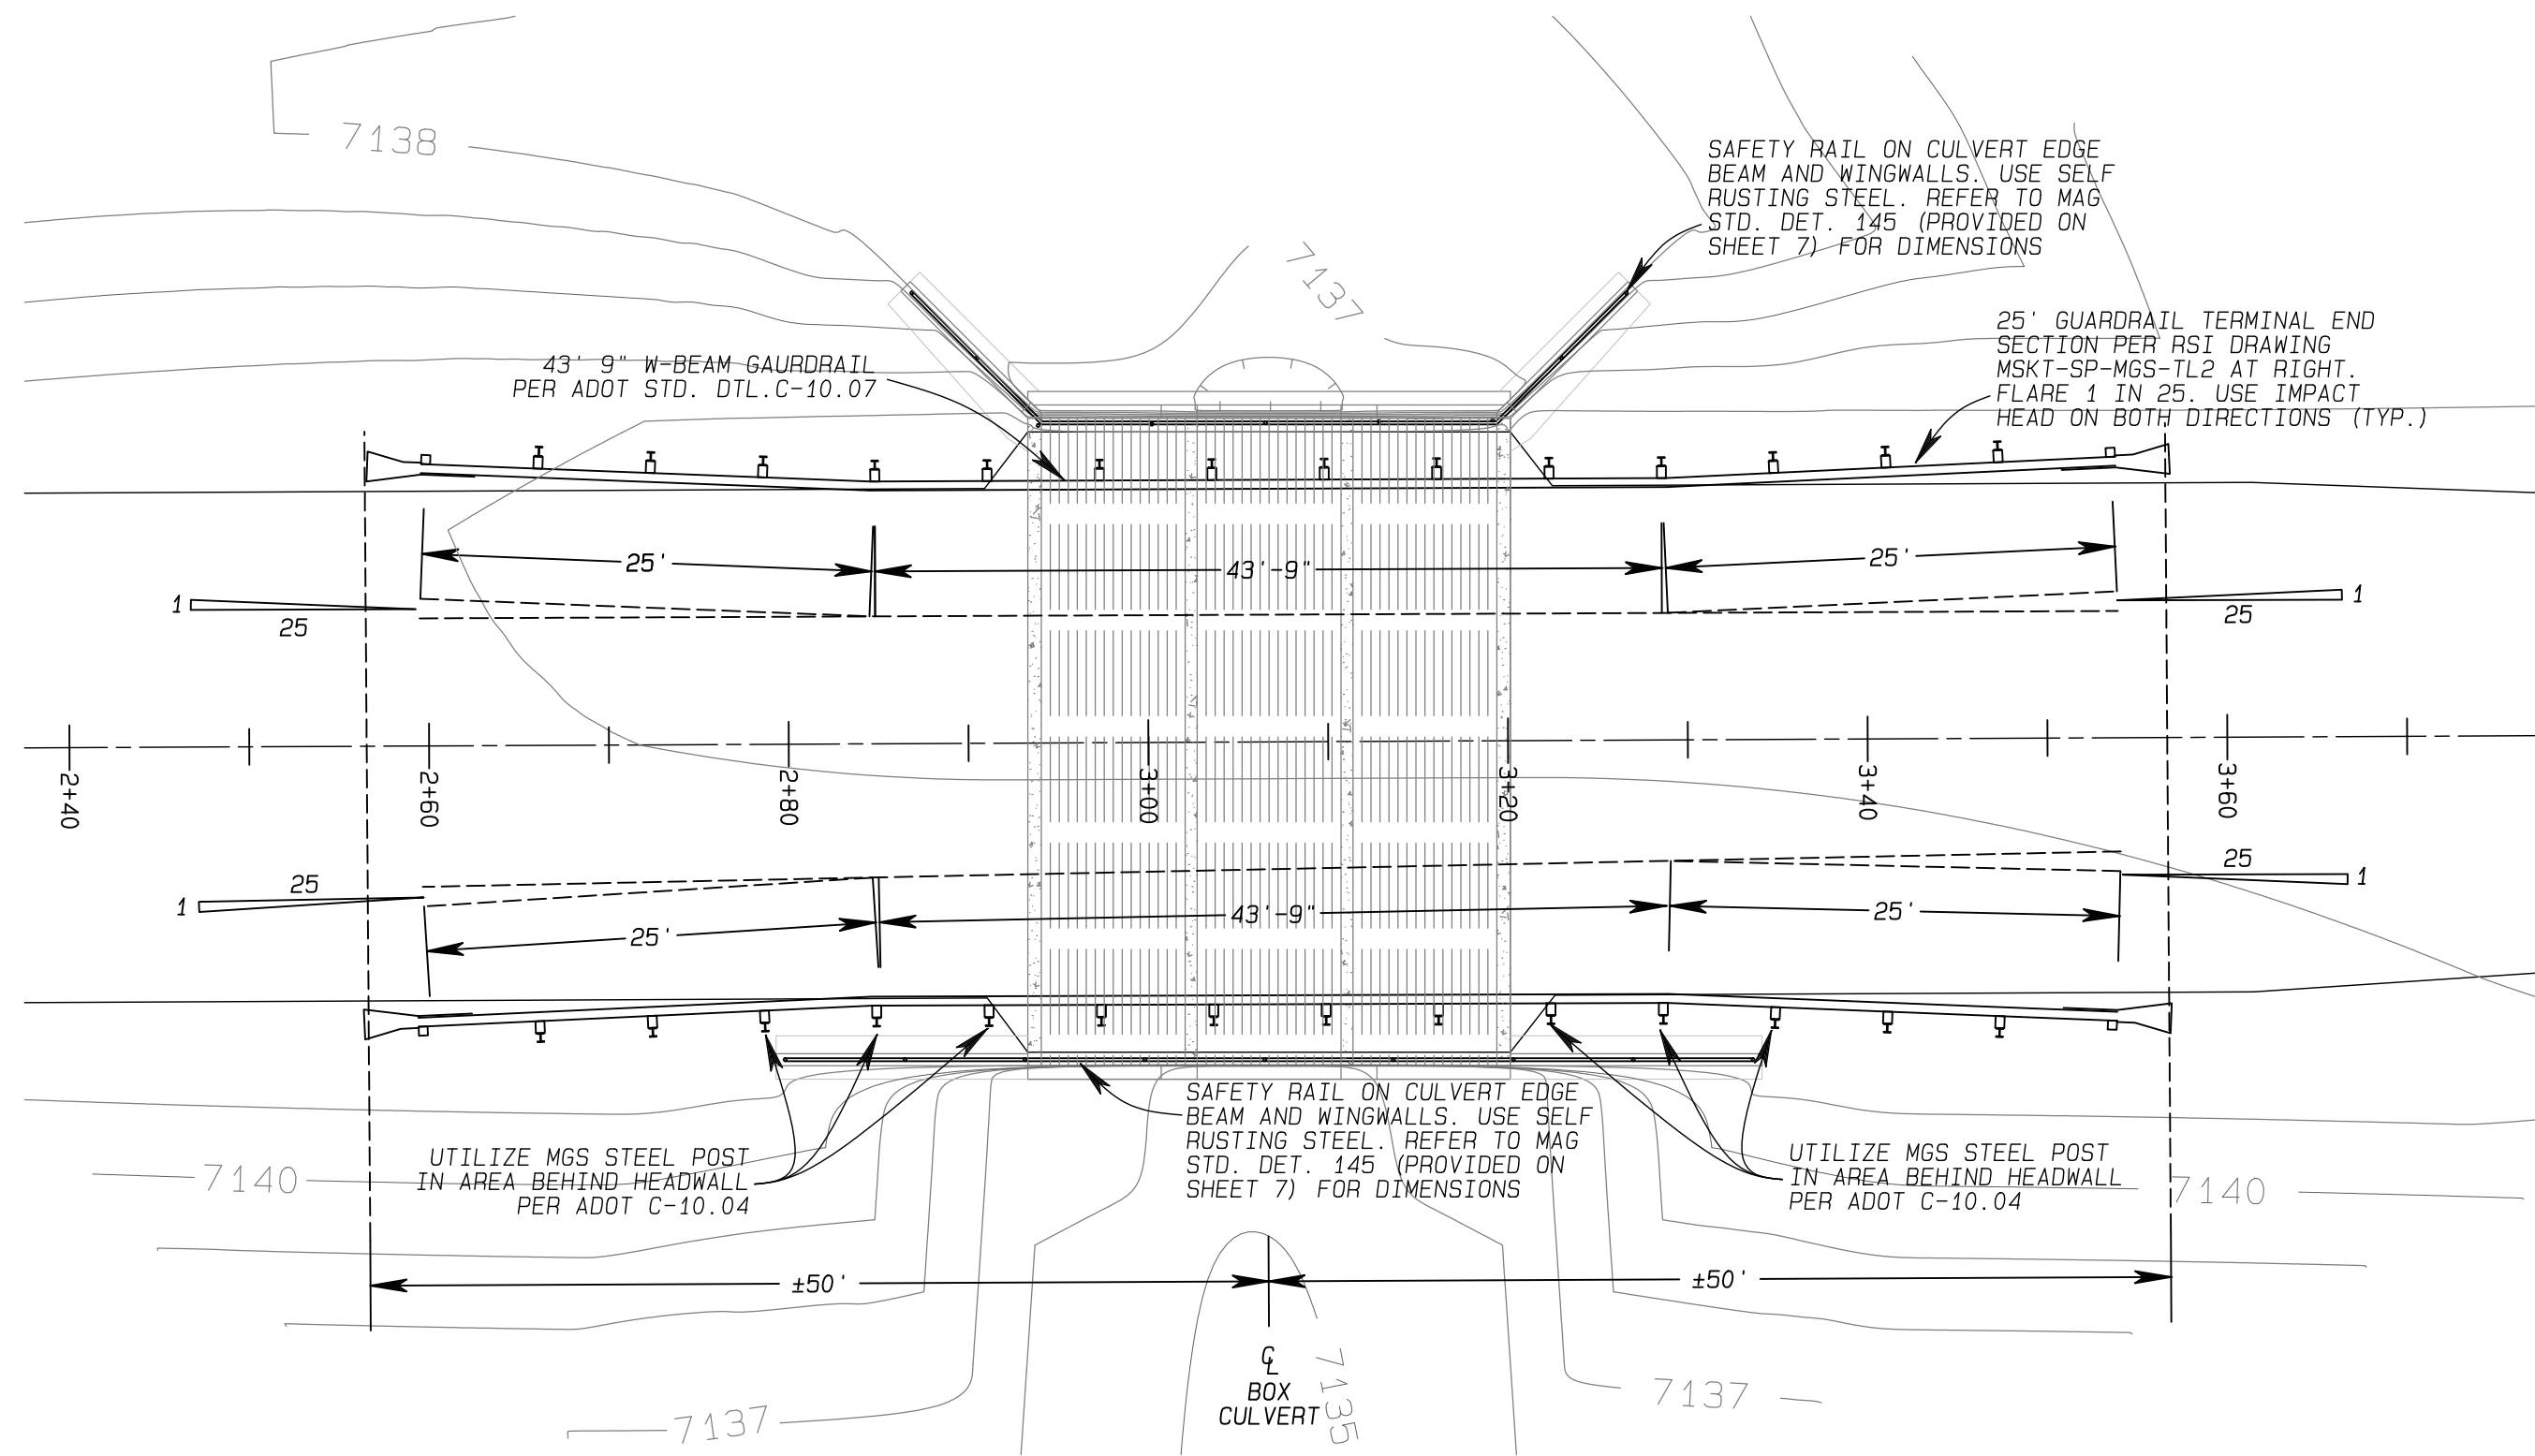 7138
SAFETY RAIL ON CULVERT EDGE
BEAM AND WINGWALLS. USE SELF
RUSTING STEEL. REFER TO MAG
STD. DET. 145 (PROVIDED ON
SHEET 7) FOR DIMENSIONS
7137
25' GUARDRAIL TERMINAL END
SECTION PER RSI DRAWING
MSKT-SP-MGS-TL2 AT RIGHT.
FLARE 1 IN 25. USE IMPACT
HEAD ON BOTH DIRECTIONS (TYP.)
43' 9" W-BEAM GAURDRAIL
PER ADOT STD. DTL.C-10.07
25'
43'-9"
25'
1
25
1
25
2+40
2+60
2+80
3+00
3+20
3+40
3+60
25
1
25
1
25'
43'-9"
25'
SAFETY RAIL ON CULVERT EDGE
BEAM AND WINGWALLS. USE SELF
RUSTING STEEL. REFER TO MAG
STD. DET. 145 (PROVIDED ON
SHEET 7) FOR DIMENSIONS
UTILIZE MGS STEEL POST
IN AREA BEHIND HEADWALL
PER ADOT C-10.04
UTILIZE MGS STEEL POST
IN AREA BEHIND HEADWALL
PER ADOT C-10.04
7140
7140
±50'
±50'
℄
BOX
CULVERT
7135
7137
7137